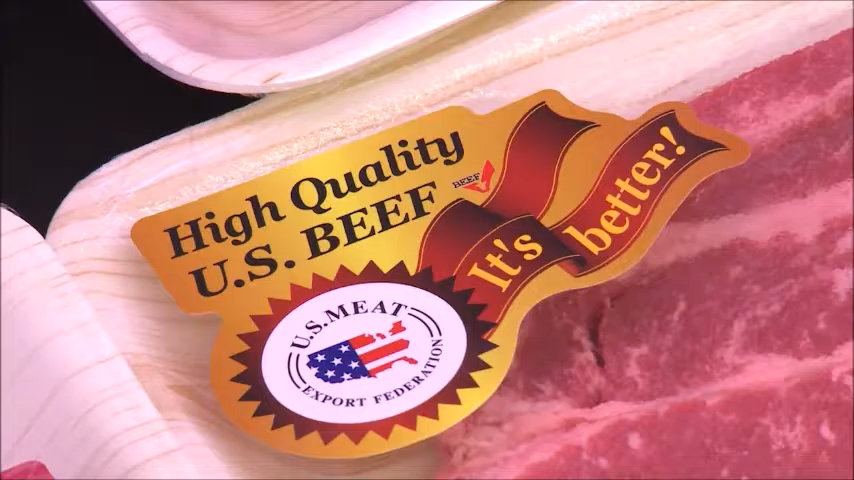 High Quality
U.S. BEEF
BEEF
It's better!
U.S. MEAT
EXPORT FEDERATION